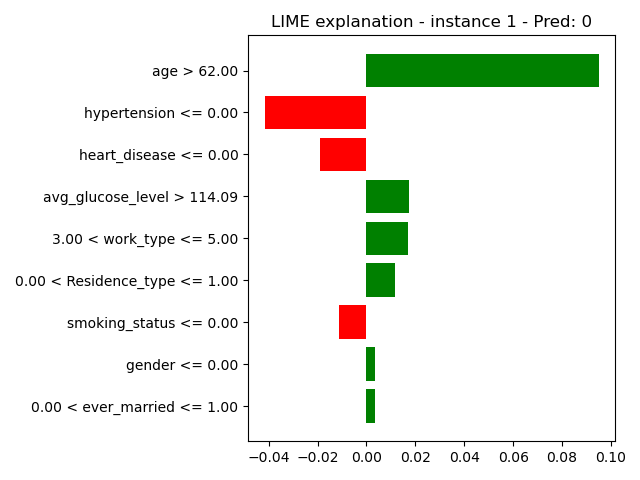 LIME explanation - instance 1 - Pred: 0
age > 62.00
hypertension <= 0.00
heart_disease <= 0.00
avg_glucose_level > 114.09
3.00 < work_type <= 5.00
0.00 < Residence_type <= 1.00
smoking_status <= 0.00
gender <= 0.00
0.00 < ever_married <= 1.00
−0.04 −0.02 0.00 0.02 0.04 0.06 0.08 0.10